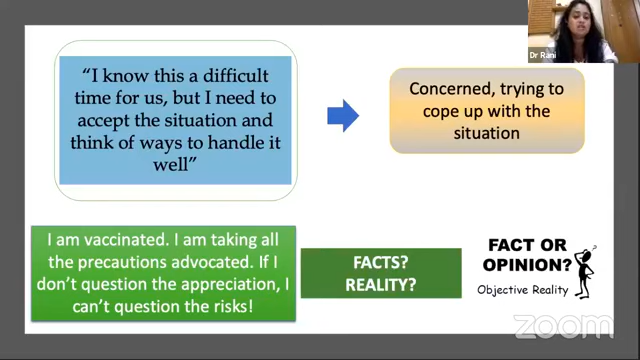 Dr Rani
"I know this a difficult
time for us, but I need to
accept the situation and
think of ways to handle it
well"
Concerned, trying to
cope up with the
situation
I am vaccinated. I am taking all
the precautions advocated. If I
don't question the appreciation, I
can't question the risks!
FACTS?
REALITY?
FACT OR
OPINION?
Objective Reality
zoom